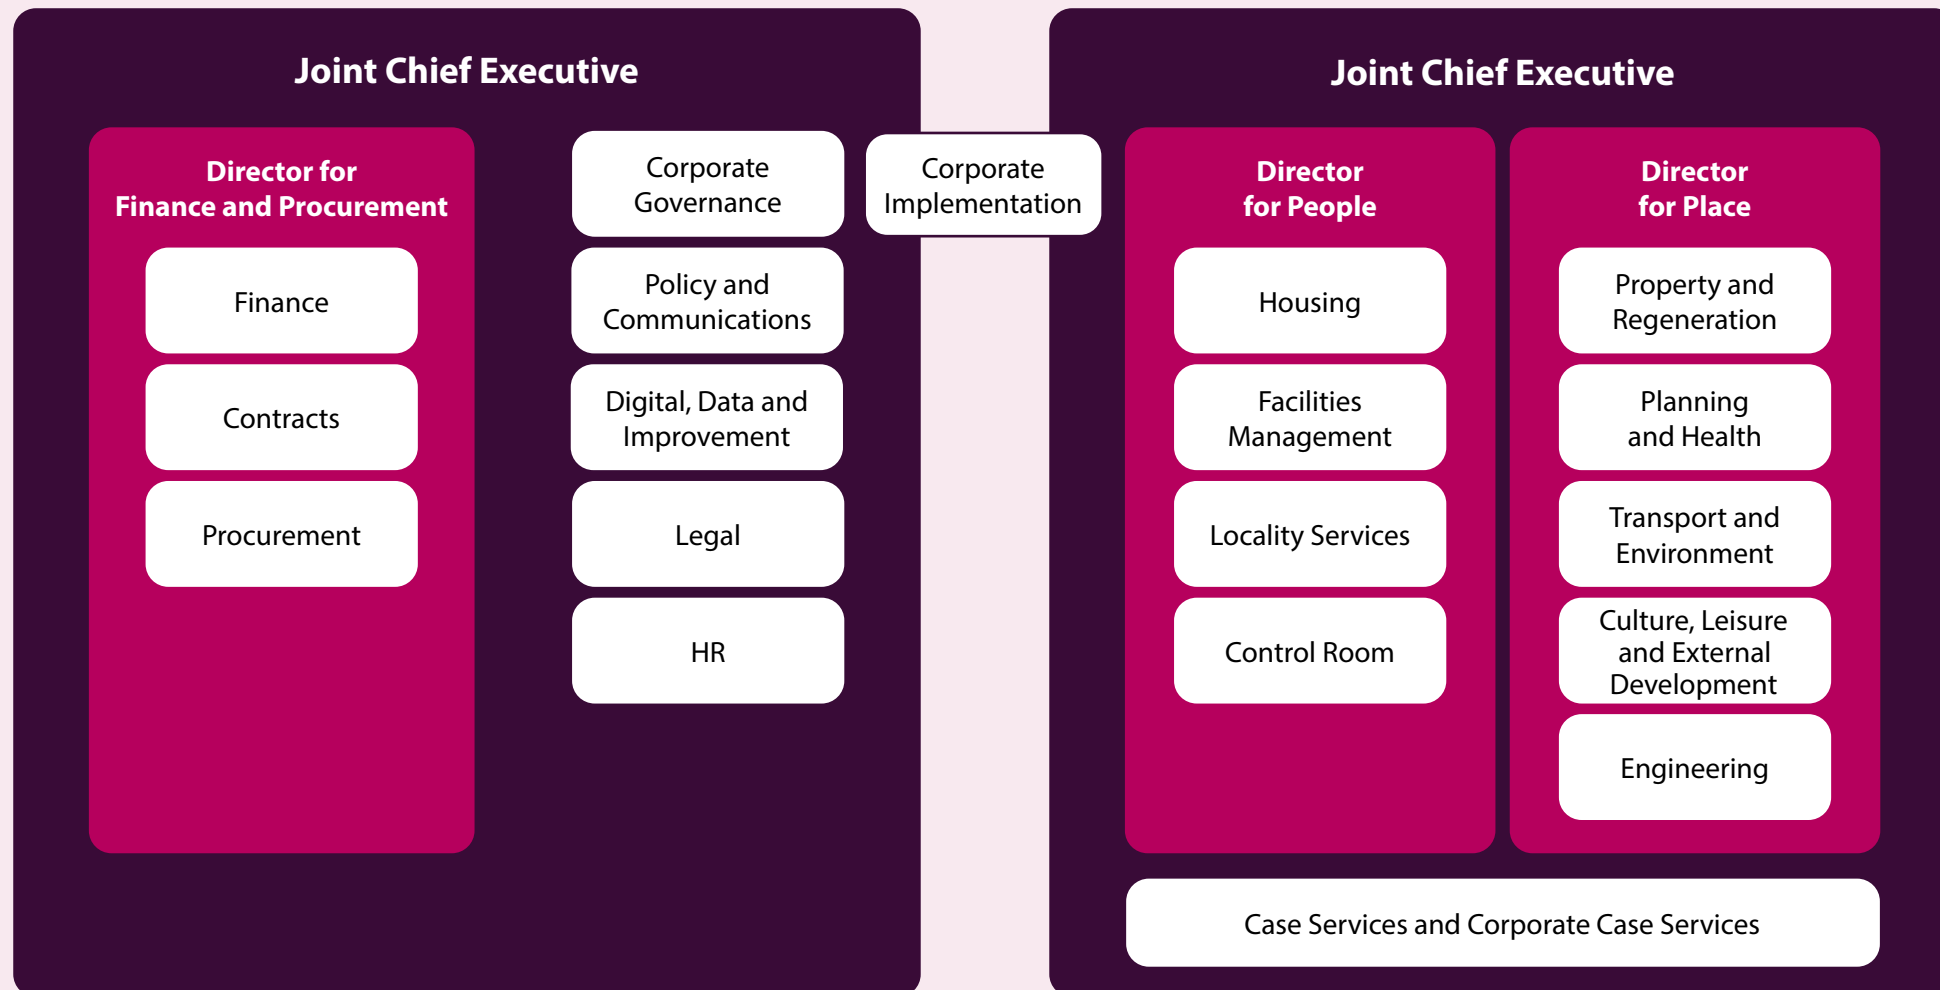 Joint Chief Executive
Director for
Finance and Procurement
Finance
Contracts
Procurement
Corporate
Governance
Policy and
Communications
Digital, Data and
Improvement
Legal
HR
Corporate
Implementation
Joint Chief Executive
Director
for People
Housing
Facilities
Management
Locality Services
Control Room
Director
for Place
Property and
Regeneration
Planning
and Health
Transport and
Environment
Culture, Leisure
and External
Development
Engineering
Case Services and Corporate Case Services